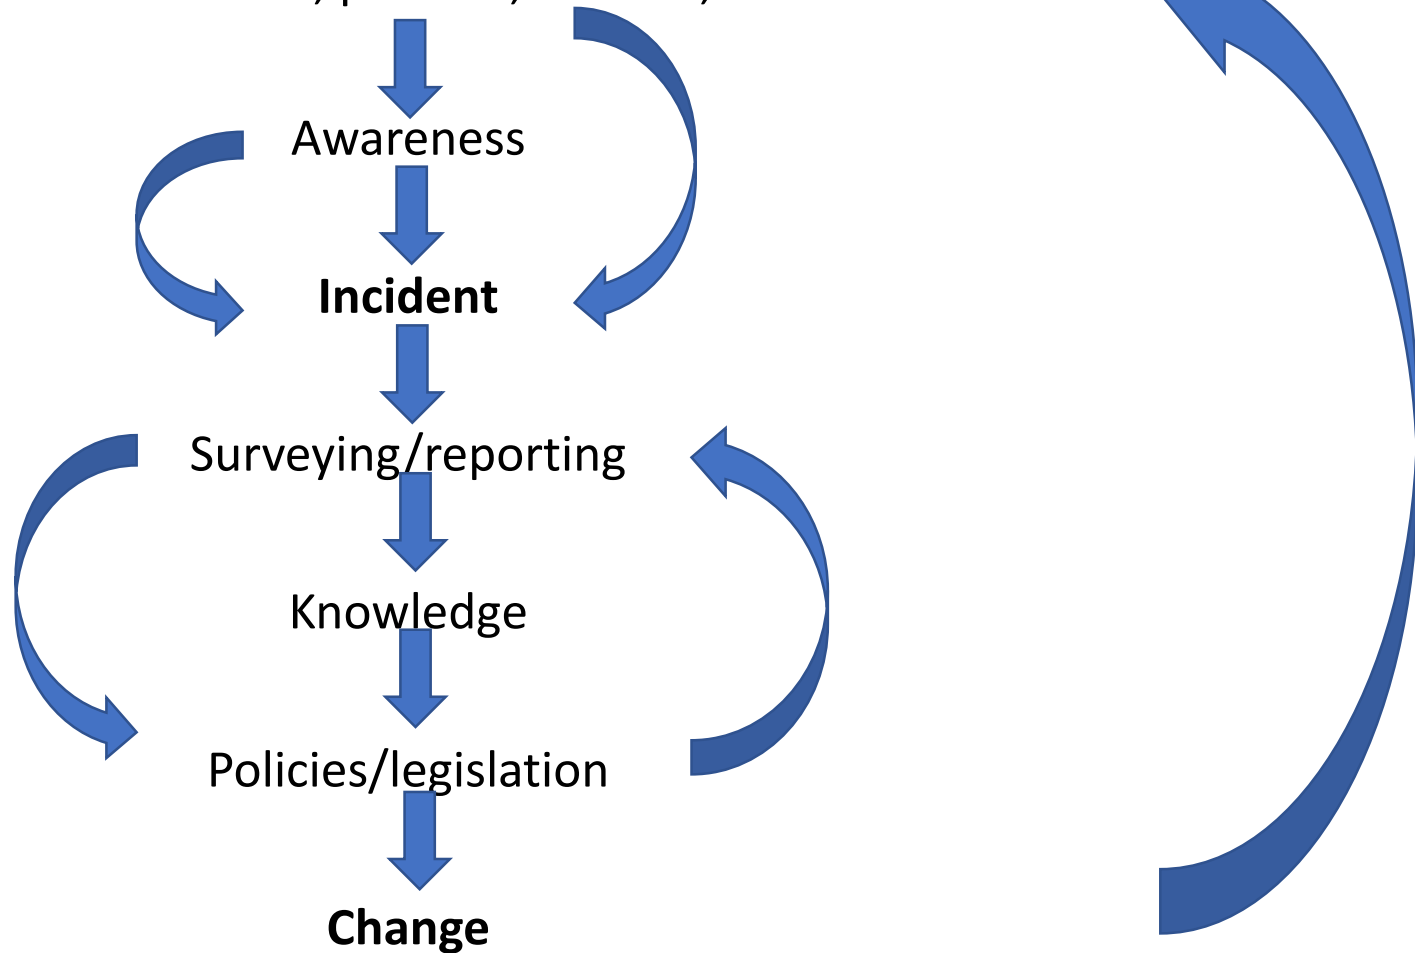 Awareness
Incident
Surveying/reporting
Knowledge
Policies/legislation
Change